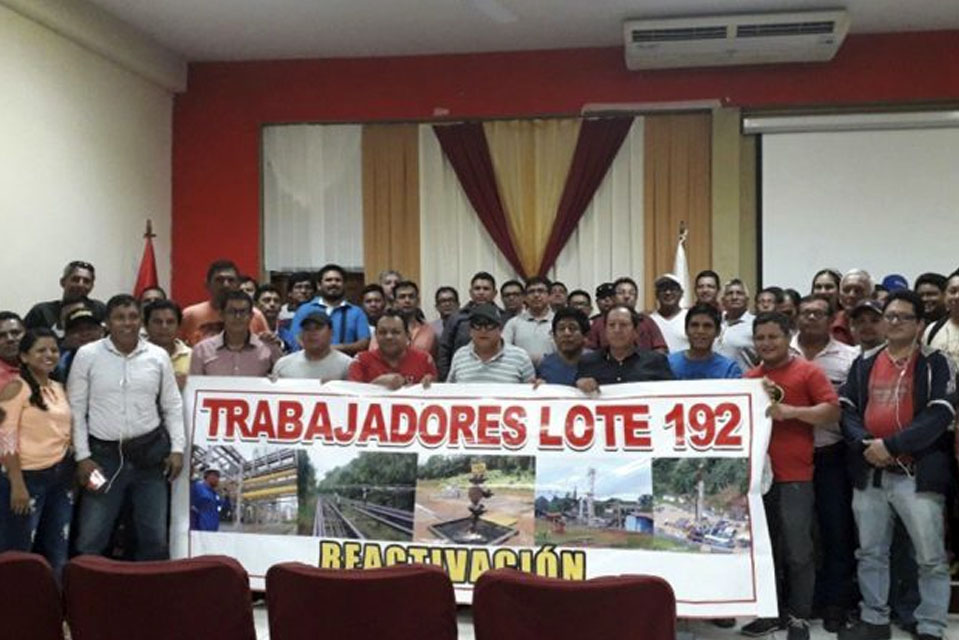 TRABAJADORES LOTE 192
REACTIVACIÓN